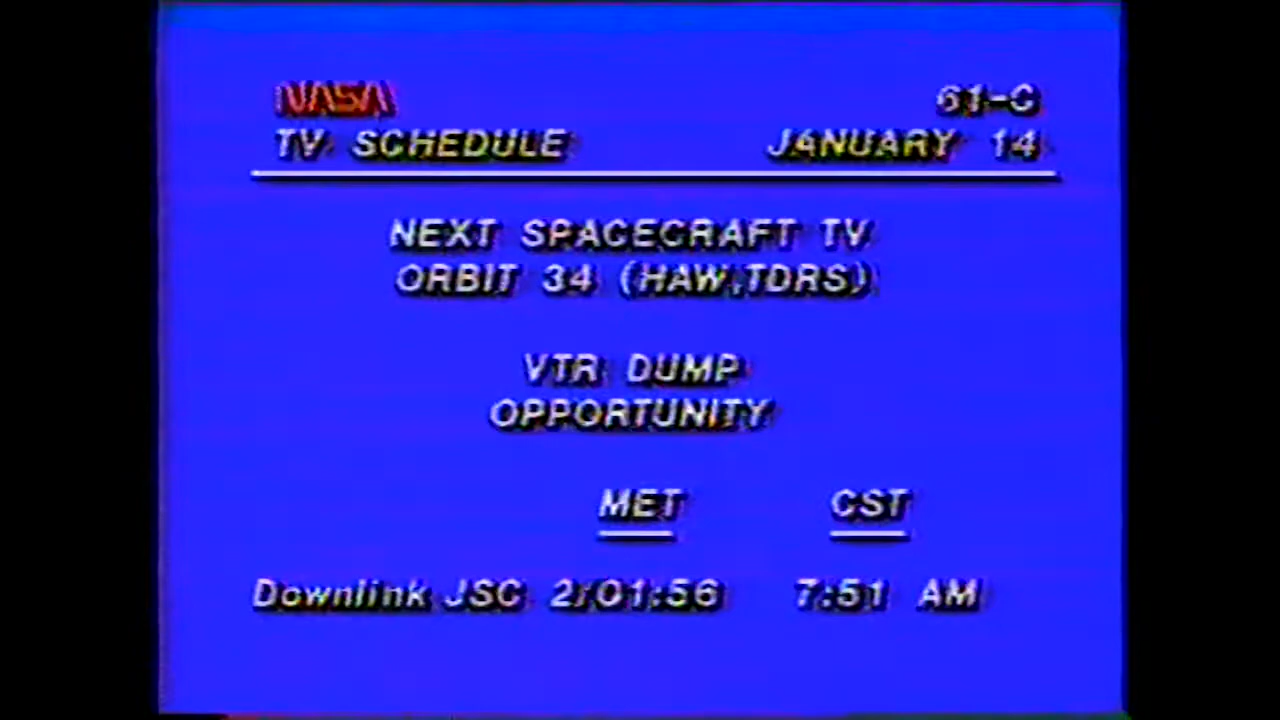 NASA 61-C
TV SCHEDULE JANUARY 14
NEXT SPACECRAFT TV
ORBIT 34 (HAW,TDRS)
VTR DUMP
OPPORTUNITY
MET CST
Downlink JSC 2/01:56 7:51 AM